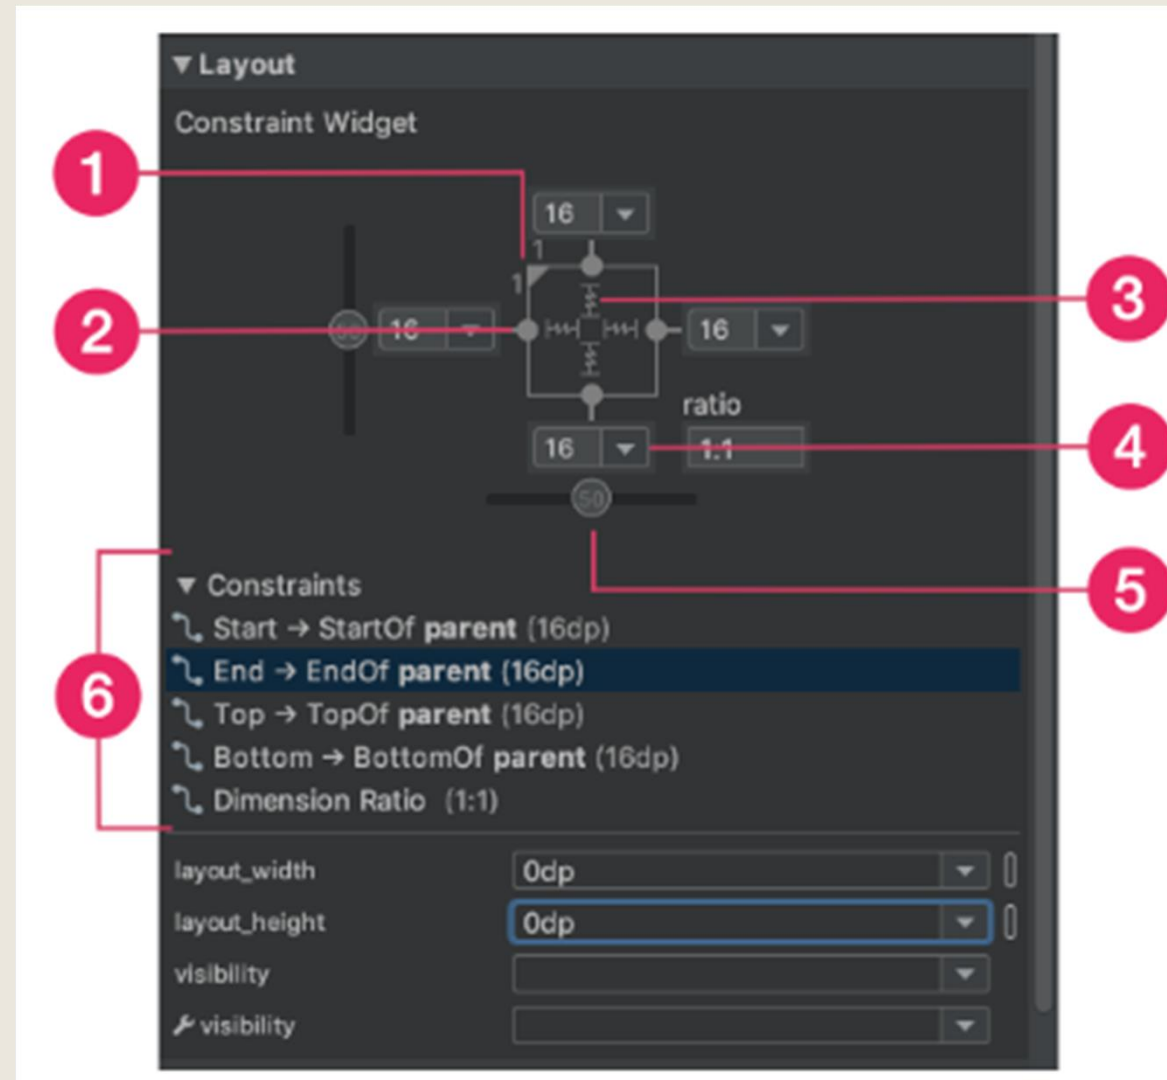 Layout
Constraint Widget
1
16
1
1
3
2
50
16
16
ratio
16
1:1
4
50
5
Constraints
Start → StartOf parent (16dp)
End → EndOf parent (16dp)
6
Top → TopOf parent (16dp)
Bottom → BottomOf parent (16dp)
Dimension Ratio (1:1)
layout_width 0dp
layout_height 0dp
visibility
visibility